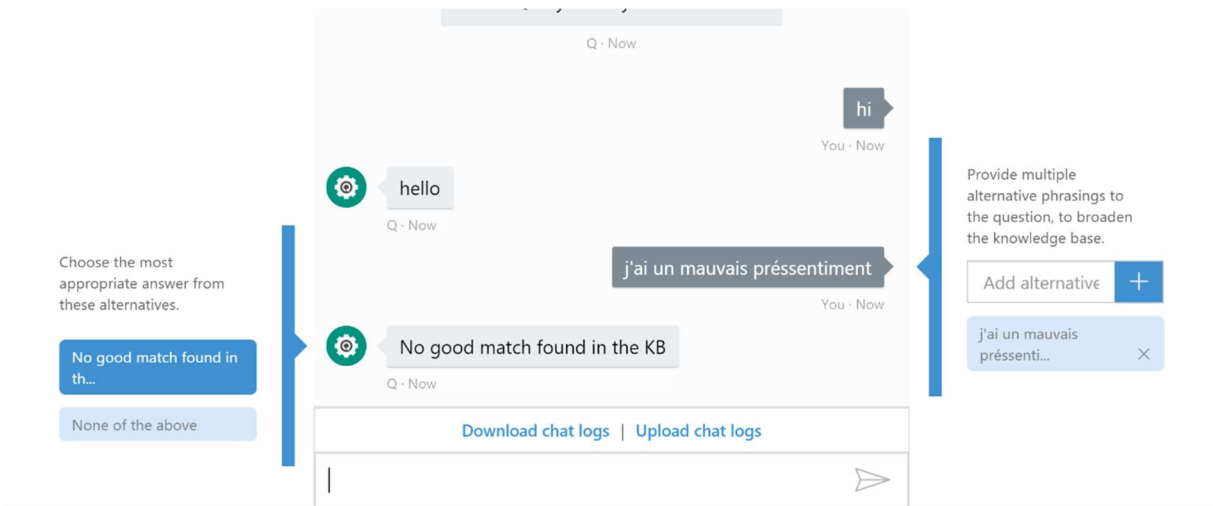 Q · Now
hi
You · Now
hello
Q · Now
j'ai un mauvais préssentiment
You · Now
No good match found in the KB
Q · Now
Download chat logs | Upload chat logs
Choose the most
appropriate answer from
these alternatives.
No good match found in
th...
None of the above
Provide multiple
alternative phrasings to
the question, to broaden
the knowledge base.
Add alternative
+
j'ai un mauvais
préssenti...